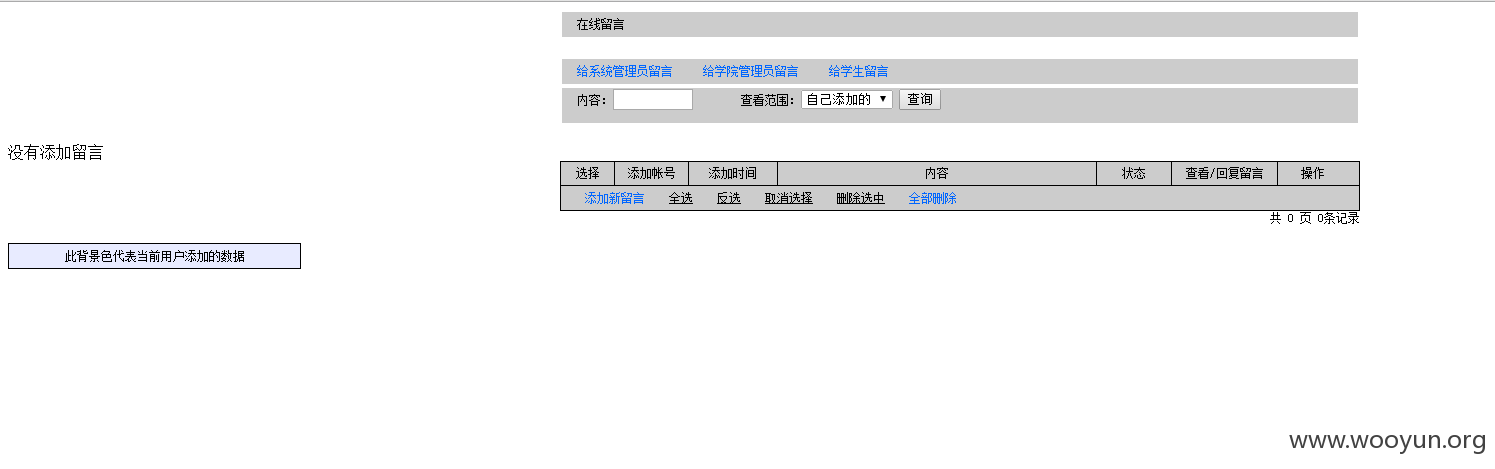 在线留言
给系统管理员留言 给学院管理员留言 给学生留言
内容： 查看范围： 自己添加的 ▼ 查询
没有添加留言
选择 添加帐号 添加时间 内容 状态 查看/回复留言 操作
添加新留言 全选 反选 取消选择 删除选中 全部删除
共 0 页 0条记录
此背景色代表当前用户添加的数据
www.wooyun.org